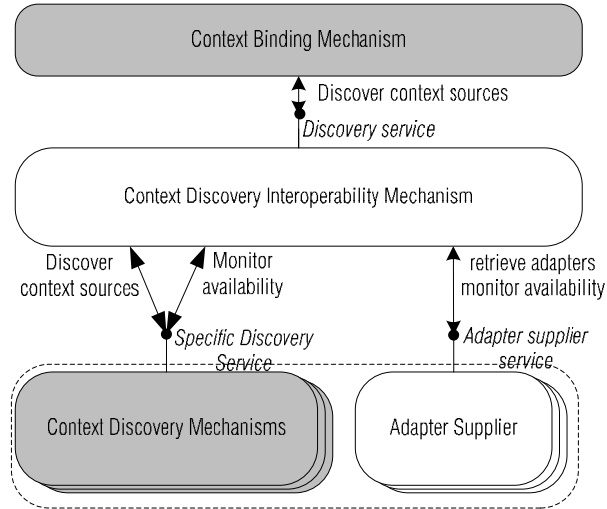 Context Binding Mechanism
Discover context sources
Discovery service
Context Discovery Interoperability Mechanism
Discover
context sources
Monitor
availability
retrieve adapters
monitor availability
Specific Discovery
Service
Adapter supplier
service
Context Discovery Mechanisms
Adapter Supplier